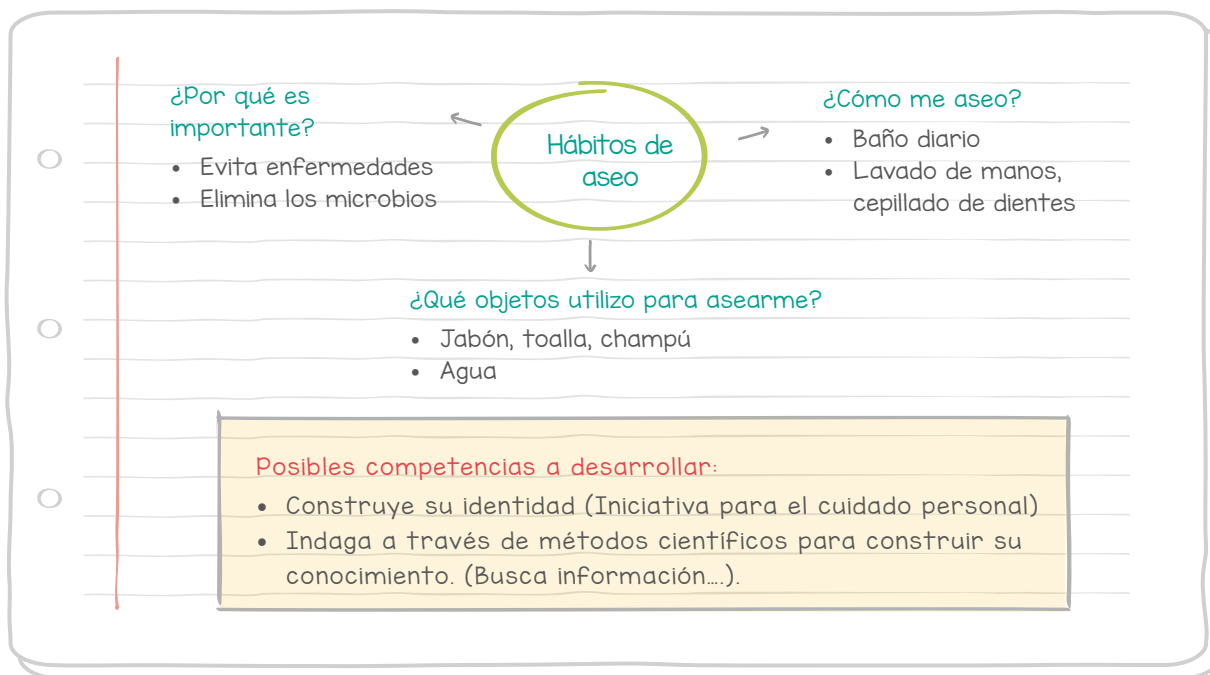 ¿Por qué es
importante?
• Evita enfermedades
• Elimina los microbios
Hábitos de
aseo
¿Cómo me aseo?
• Baño diario
• Lavado de manos,
cepillado de dientes
¿Qué objetos utilizo para asearme?
• Jabón, toalla, champú
• Agua
Posibles competencias a desarrollar:
• Construye su identidad (Iniciativa para el cuidado personal)
• Indaga a través de métodos científicos para construir su
conocimiento. (Busca información….).